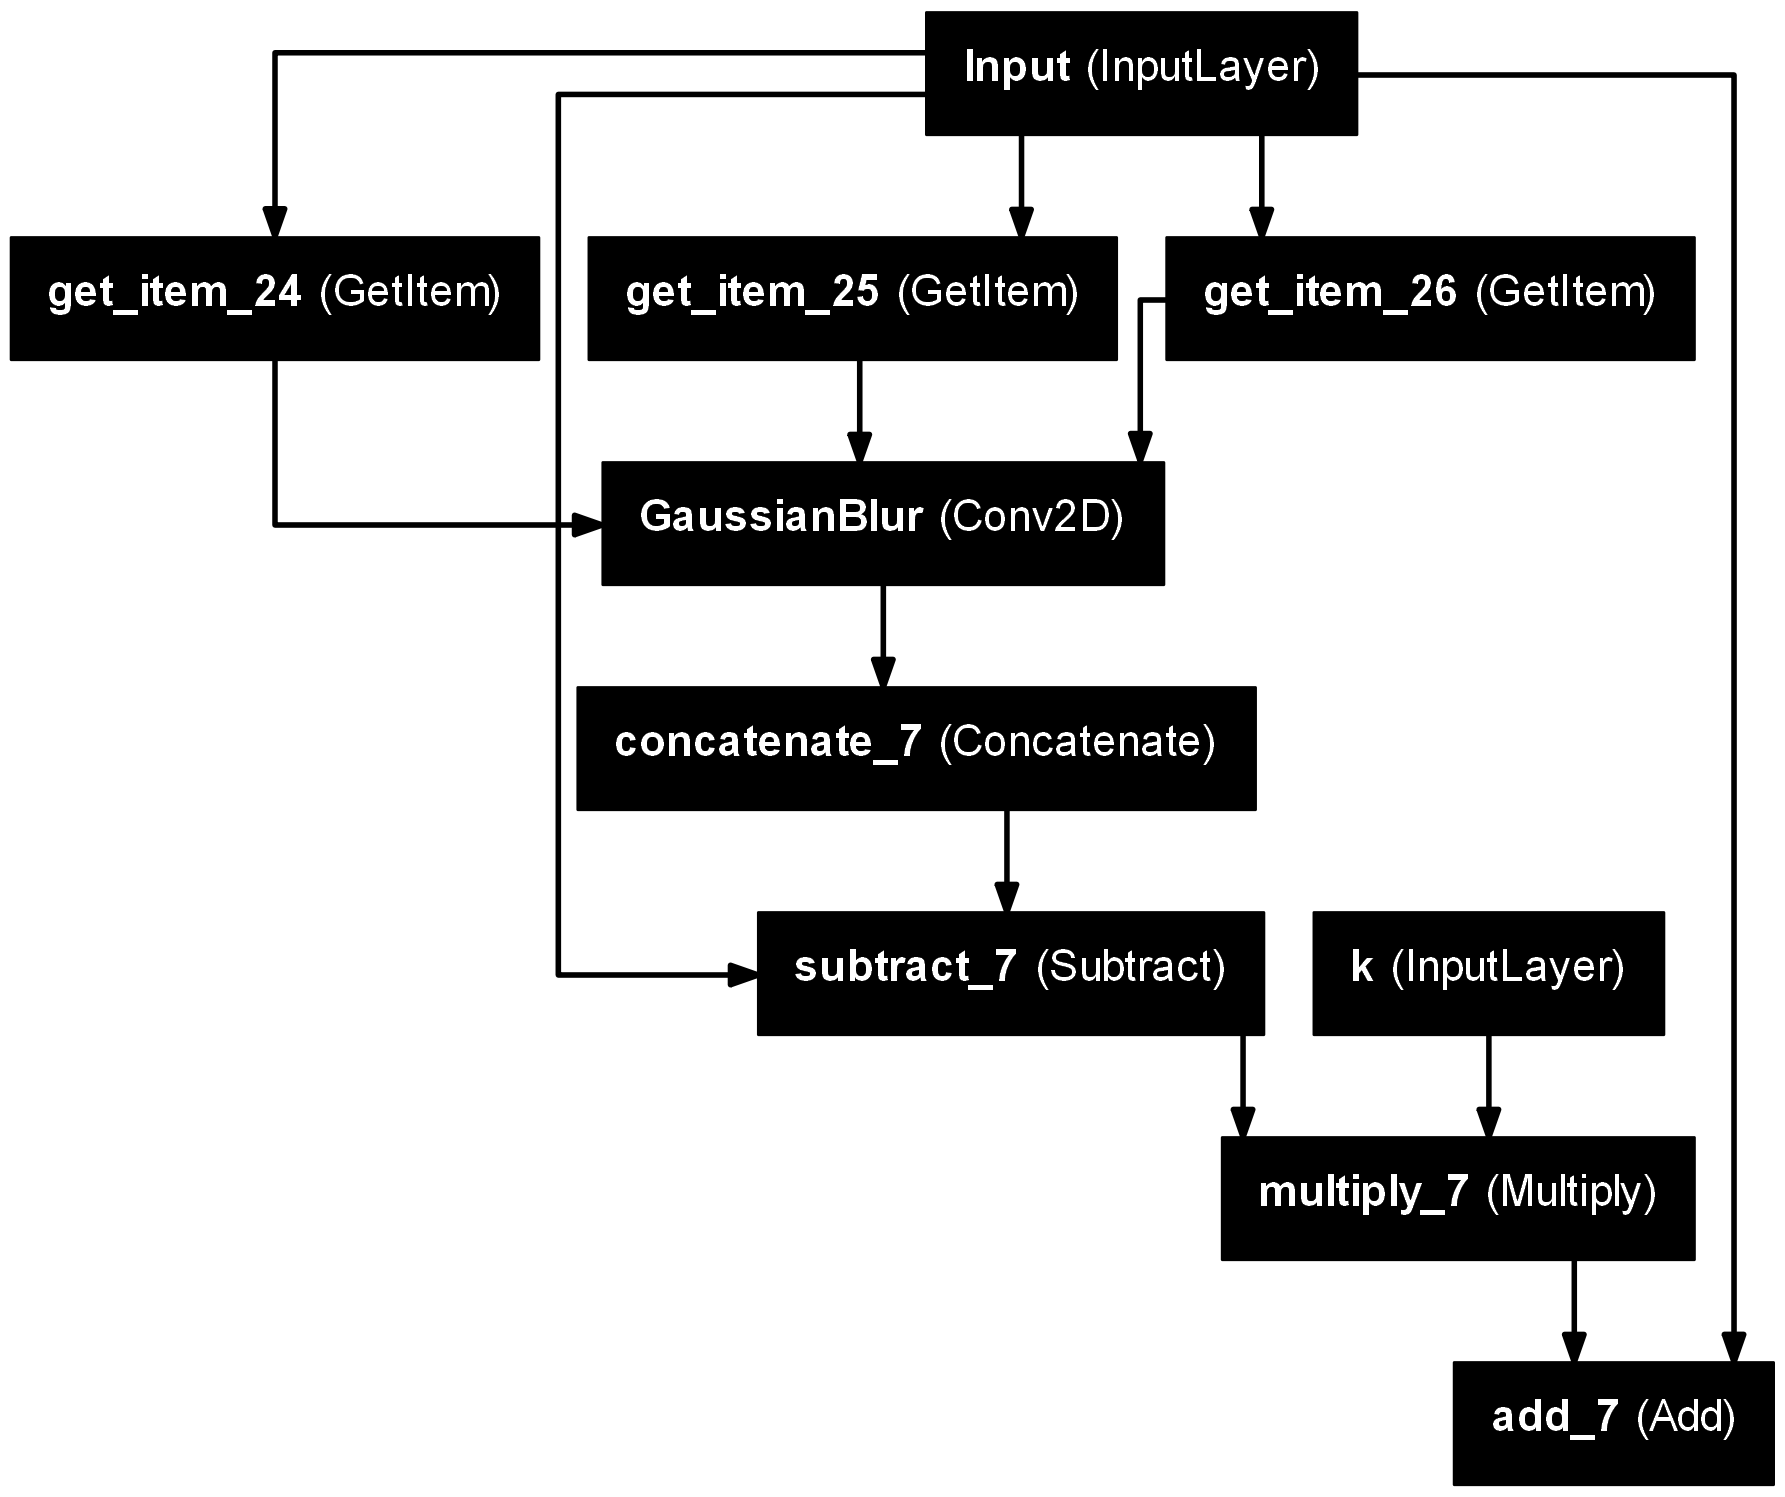 Input (InputLayer)
get_item_24 (GetItem)
get_item_25 (GetItem)
get_item_26 (GetItem)
GaussianBlur (Conv2D)
concatenate_7 (Concatenate)
subtract_7 (Subtract)
k (InputLayer)
multiply_7 (Multiply)
add_7 (Add)